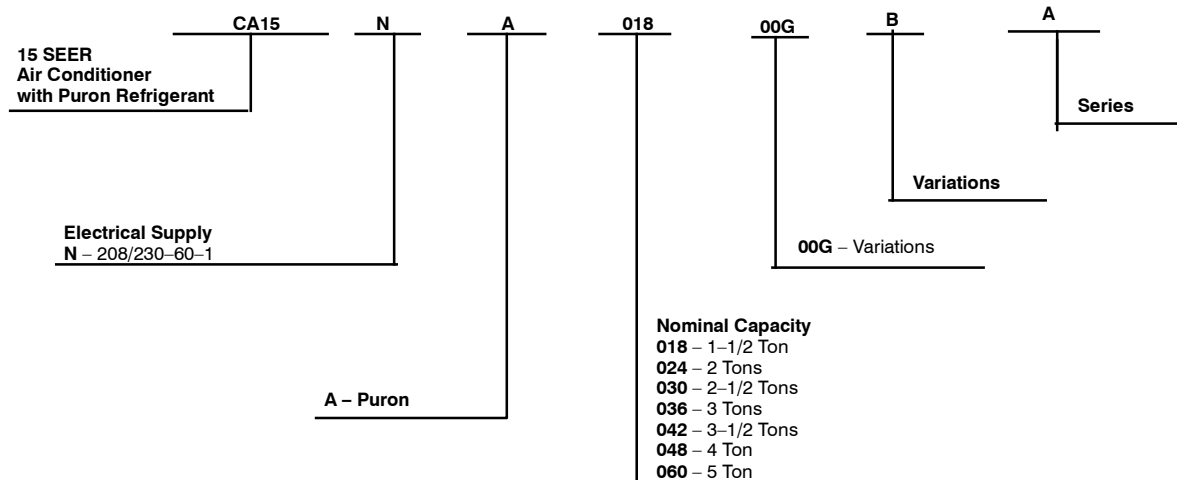 CA15 N A 018 00G B A
15 SEER
Air Conditioner
with Puron Refrigerant
Series
Variations
Electrical Supply
N – 208/230–60–1
00G – Variations
Nominal Capacity
018 – 1–1/2 Ton
024 – 2 Tons
030 – 2–1/2 Tons
036 – 3 Tons
042 – 3–1/2 Tons
048 – 4 Ton
060 – 5 Ton
A – Puron